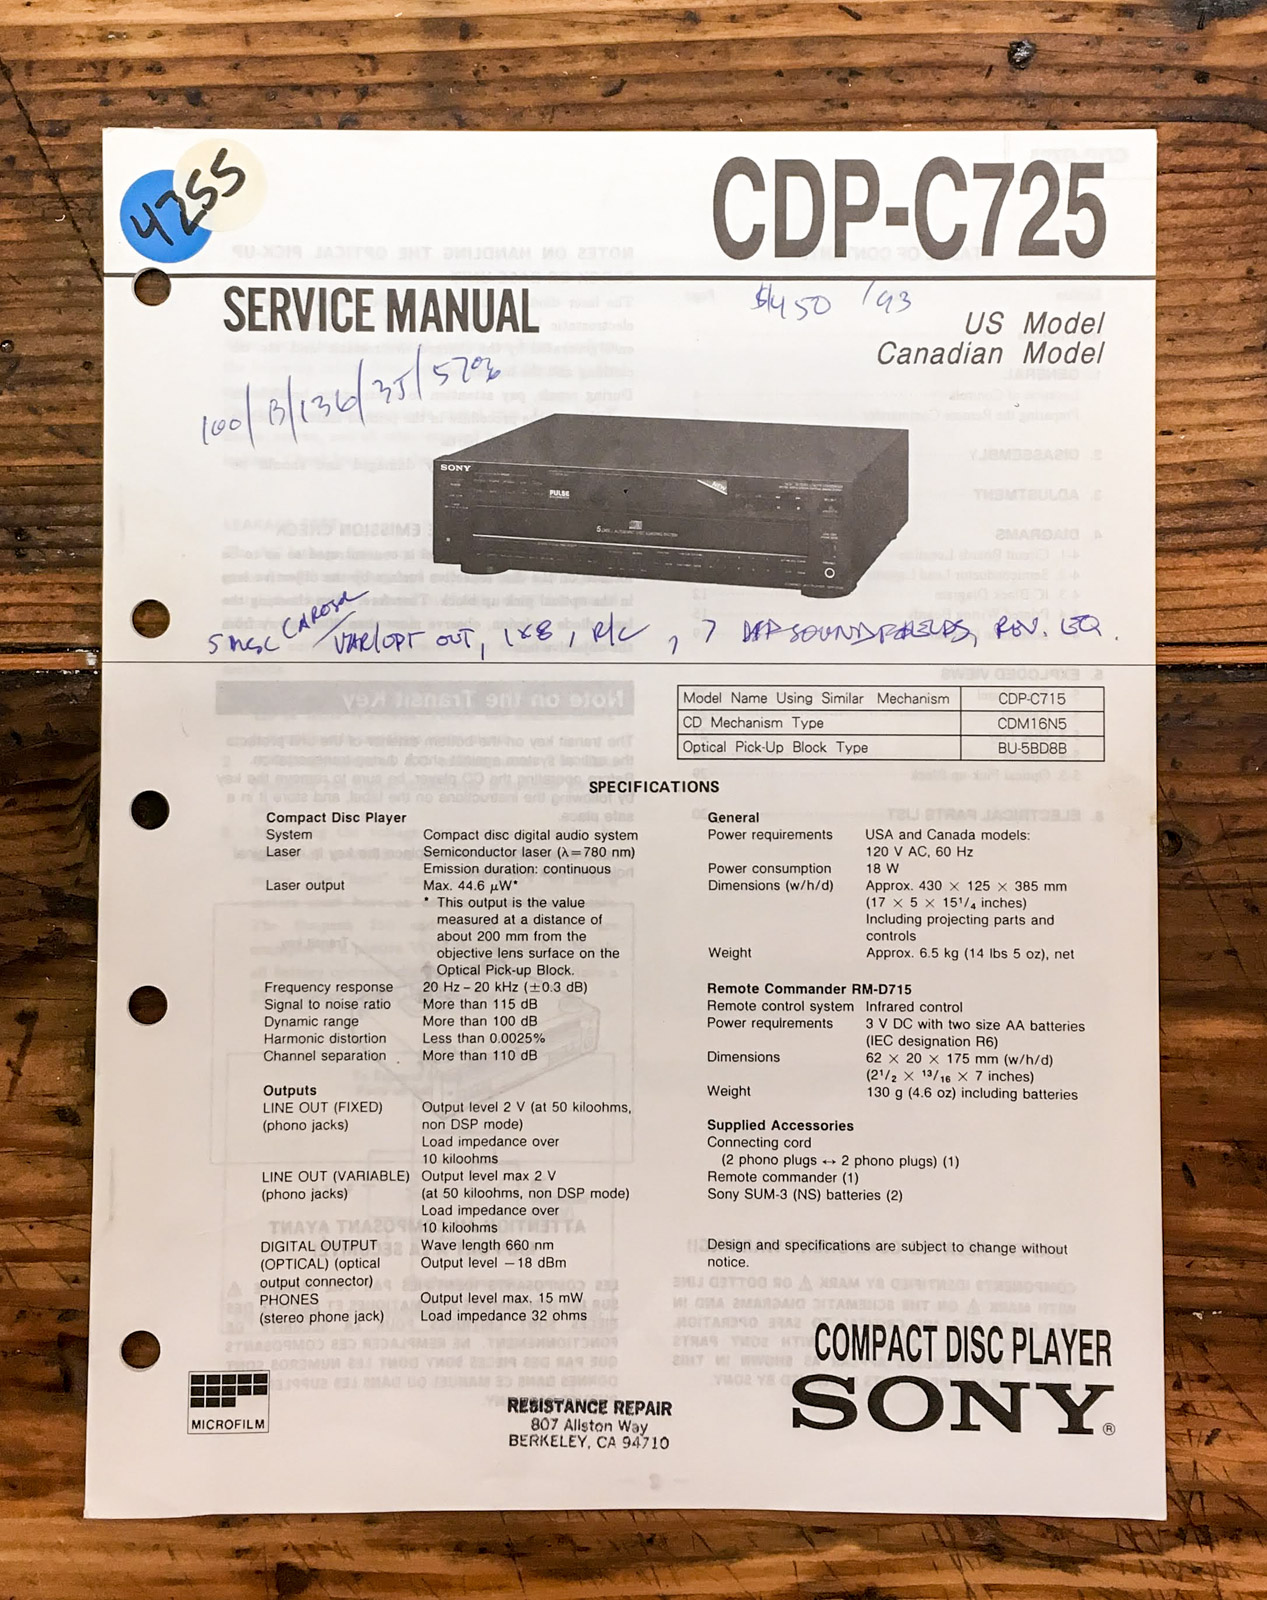 4255
CDP-C725
SERVICE MANUAL
$450 /93
US Model
Canadian Model
100/13/136/35/570
SONY
PULSE
5 DISC CAROSL/VAR/OPT OUT, 1X8, R/C, 7 DSP SOUNDFIELDS, REV. EQ.
Model Name Using Similar Mechanism CDP-C715
CD Mechanism Type CDM16N5
Optical Pick-Up Block Type BU-5BD8B
SPECIFICATIONS
Compact Disc Player
System Compact disc digital audio system
Laser Semiconductor laser (λ=780 nm)
Emission duration: continuous
Laser output Max. 44.6 μW*
* This output is the value
measured at a distance of
about 200 mm from the
objective lens surface on the
Optical Pick-up Block.
Frequency response 20 Hz – 20 kHz (±0.3 dB)
Signal to noise ratio More than 115 dB
Dynamic range More than 100 dB
Harmonic distortion Less than 0.0025%
Channel separation More than 110 dB
Outputs
LINE OUT (FIXED) Output level 2 V (at 50 kiloohms,
(phono jacks) non DSP mode)
Load impedance over
10 kiloohms
LINE OUT (VARIABLE) Output level max 2 V
(phono jacks) (at 50 kiloohms, non DSP mode)
Load impedance over
10 kiloohms
DIGITAL OUTPUT Wave length 660 nm
(OPTICAL) (optical Output level –18 dBm
output connector)
PHONES Output level max. 15 mW
(stereo phone jack) Load impedance 32 ohms
General
Power requirements USA and Canada models:
120 V AC, 60 Hz
Power consumption 18 W
Dimensions (w/h/d) Approx. 430 × 125 × 385 mm
(17 × 5 × 15 1/4 inches)
Including projecting parts and
controls
Weight Approx. 6.5 kg (14 lbs 5 oz), net
Remote Commander RM-D715
Remote control system Infrared control
Power requirements 3 V DC with two size AA batteries
(IEC designation R6)
Dimensions 62 × 20 × 175 mm (w/h/d)
(2 1/2 × 13/16 × 7 inches)
Weight 130 g (4.6 oz) including batteries
Supplied Accessories
Connecting cord
(2 phono plugs ↔ 2 phono plugs) (1)
Remote commander (1)
Sony SUM-3 (NS) batteries (2)
Design and specifications are subject to change without
notice.
COMPACT DISC PLAYER
SONY®
MICROFILM
RESISTANCE REPAIR
807 Allston Way
BERKELEY, CA 94710